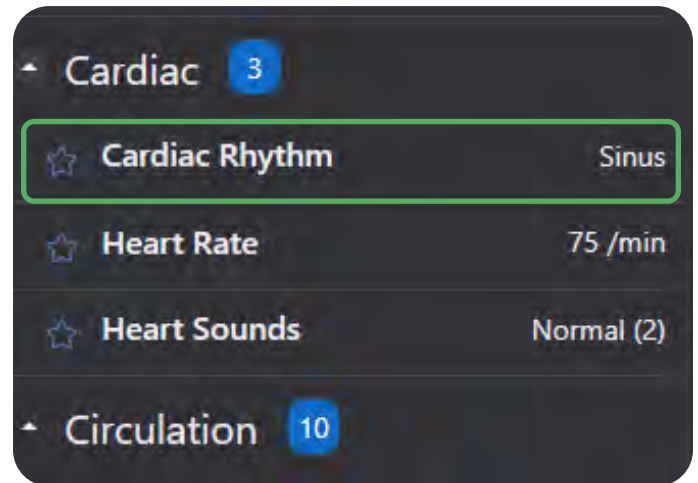 Cardiac 3
Cardiac Rhythm Sinus
Heart Rate 75 /min
Heart Sounds Normal (2)
Circulation 10